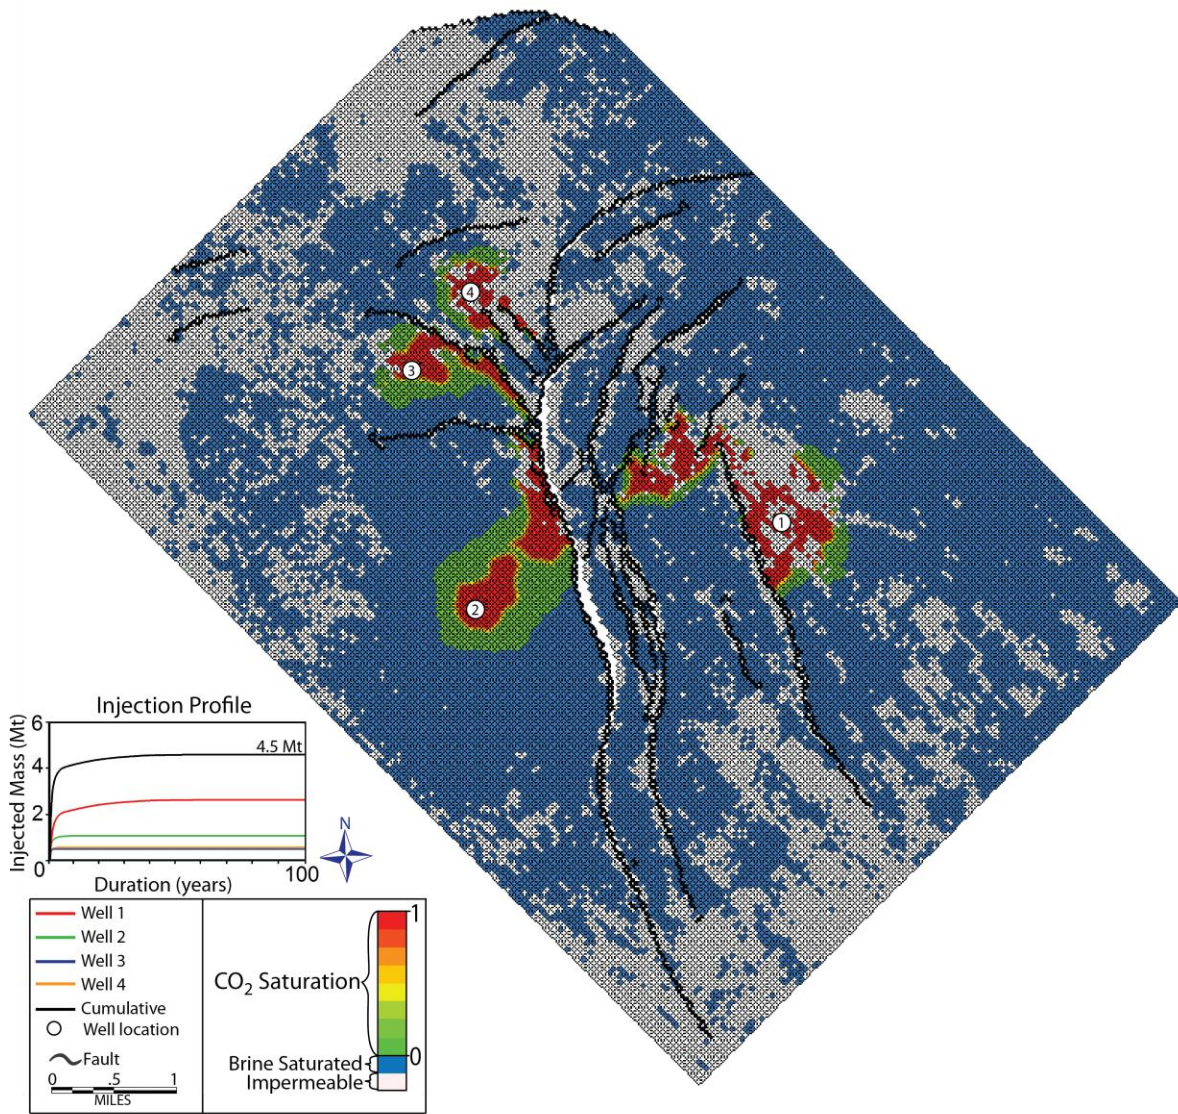 4
3
1
2
Injection Profile
Injected Mass (Mt)
6
4
2
0
4.5 Mt
100
Duration (years)
N
Well 1
Well 2
Well 3
Well 4
Cumulative
Well location
Fault
0 .5 1
MILES
CO₂ Saturation
1
0
Brine Saturated
Impermeable